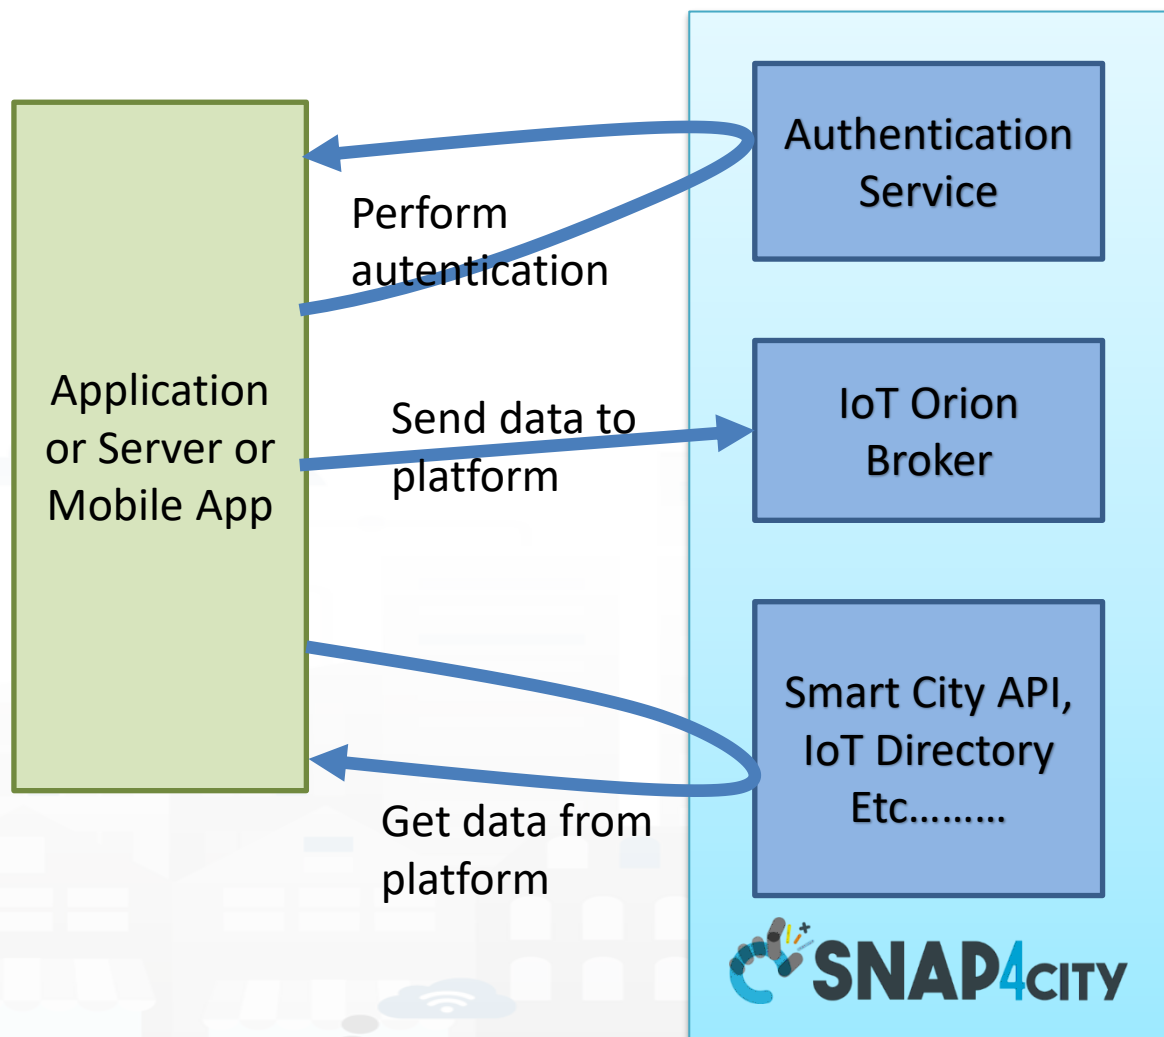 Application
or Server or
Mobile App
Perform
autentication
Send data to
platform
Get data from
platform
Authentication
Service
IoT Orion
Broker
Smart City API,
IoT Directory
Etc………
SNAP4CITY